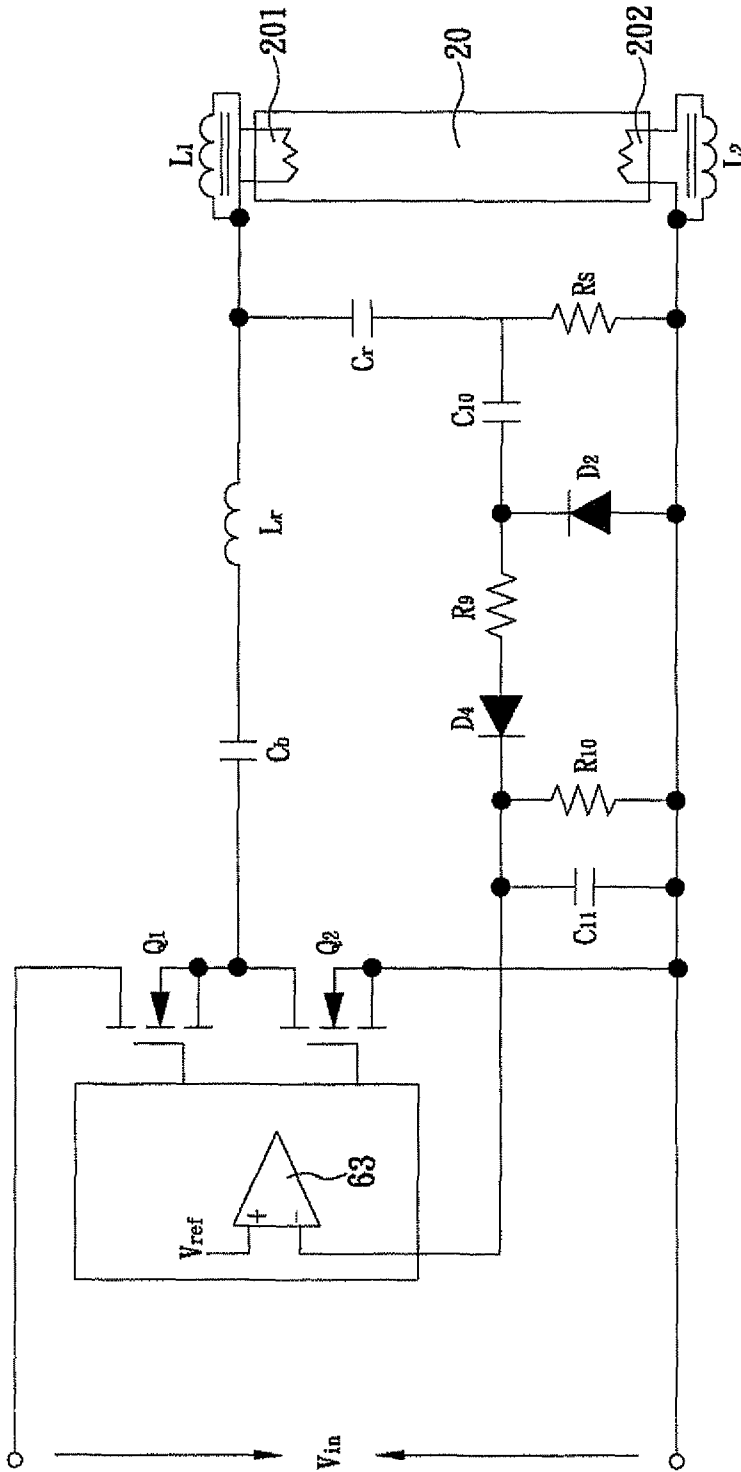 L1
201
20
202
L2
Cr
Rs
C10
D2
Lr
R9
D4
Cb
R10
C11
Q1
Q2
63
+
−
Vref
Vin